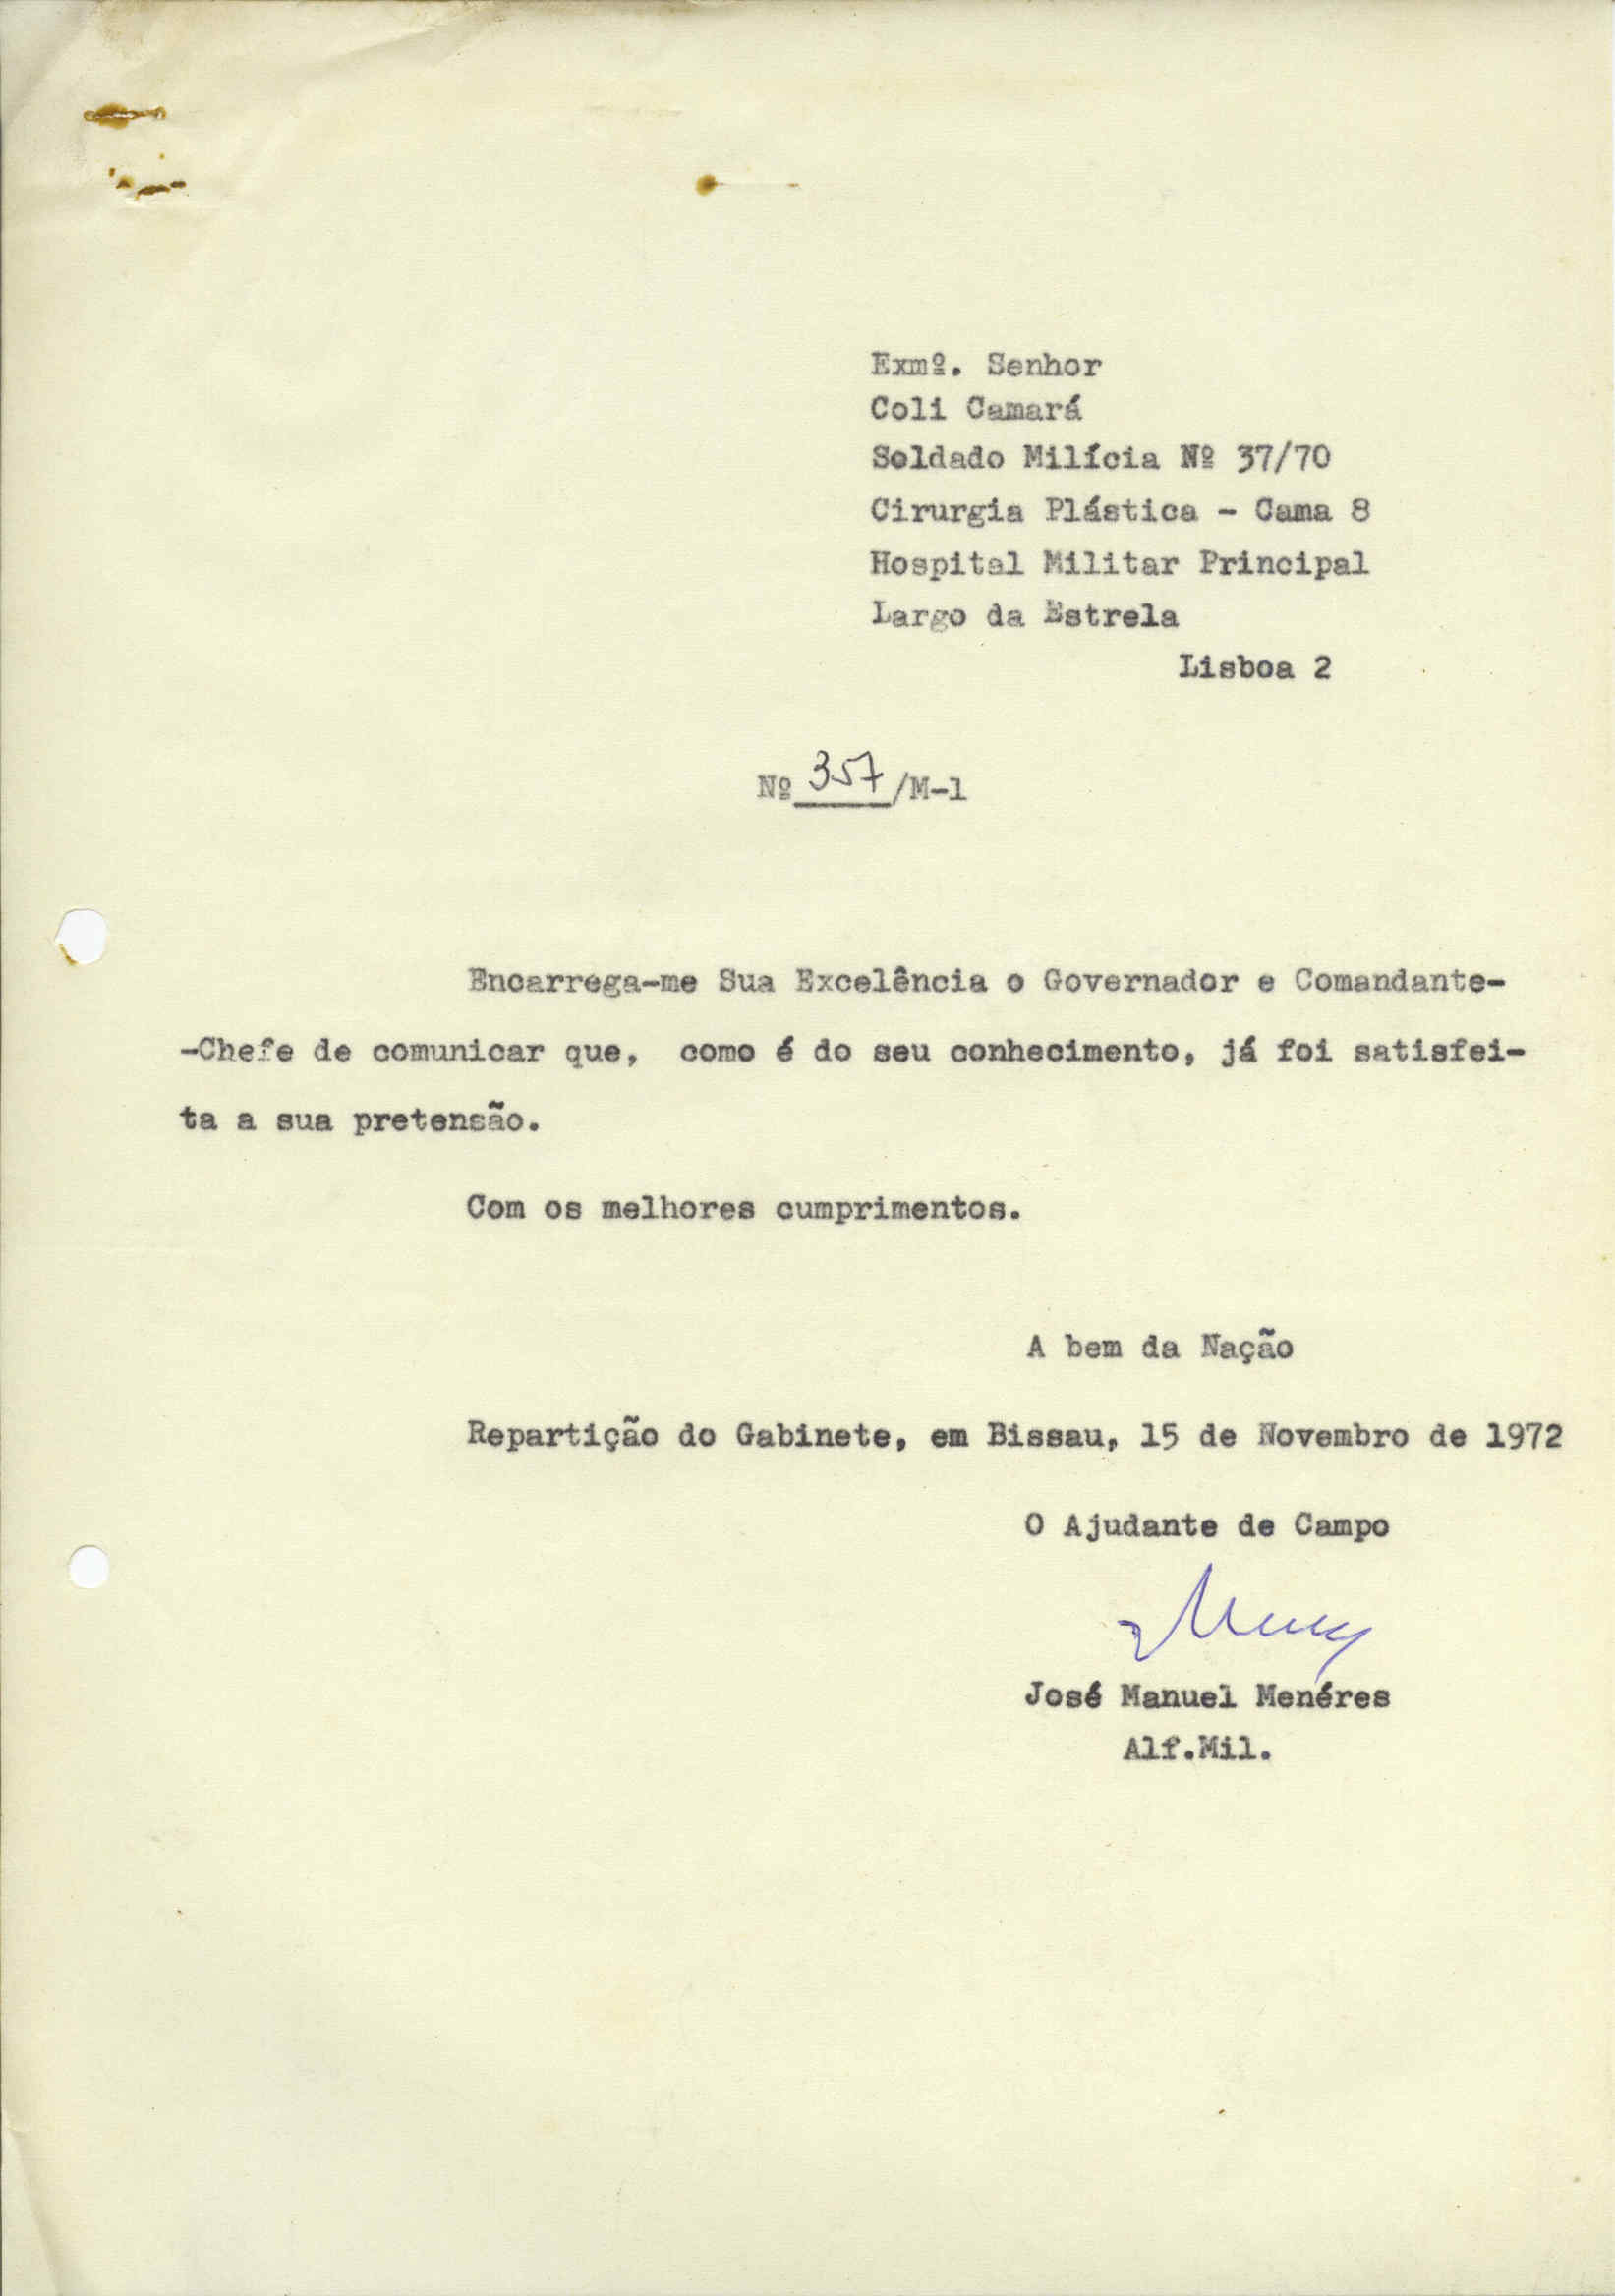 Exmº. Senhor
Coli Camará
Soldado Milícia Nº 37/70
Cirurgia Plástica - Cama 8
Hospital Militar Principal
Largo da Estrela
Lisboa 2
Nº 357/M-1
Encarrega-me Sua Excelência o Governador e Comandante-
-Chefe de comunicar que, como é do seu conhecimento, já foi satisfei-
ta a sua pretensão.
Com os melhores cumprimentos.
A bem da Nação
Repartição do Gabinete, em Bissau, 15 de Novembro de 1972
O Ajudante de Campo
José Manuel Menéres
Alf.Mil.